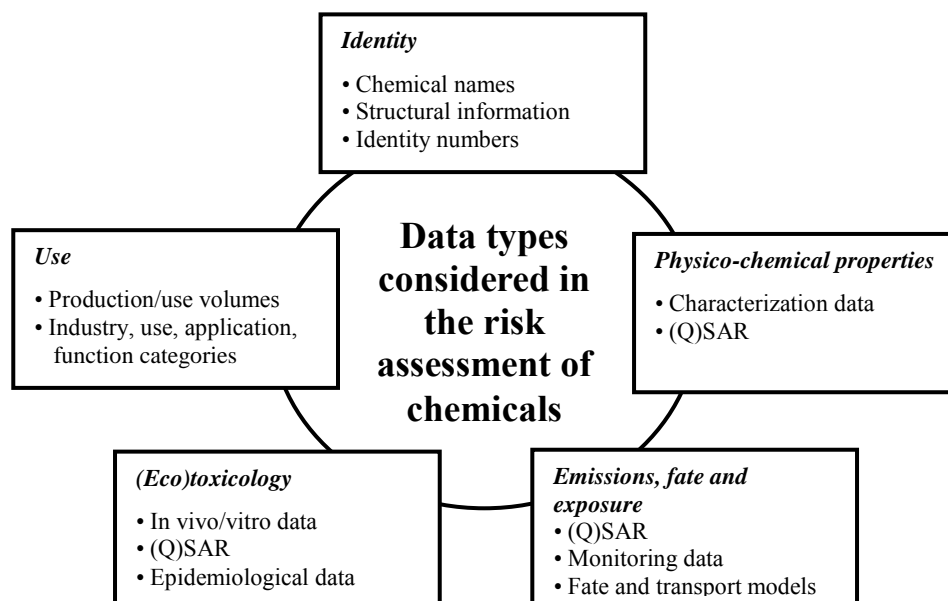 Identity
• Chemical names
• Structural information
• Identity numbers
Use
• Production/use volumes
• Industry, use, application,
function categories
Data types
considered in
the risk
assessment of
chemicals
Physico-chemical properties
• Characterization data
• (Q)SAR
(Eco)toxicology
• In vivo/vitro data
• (Q)SAR
• Epidemiological data
Emissions, fate and
exposure
• (Q)SAR
• Monitoring data
• Fate and transport models